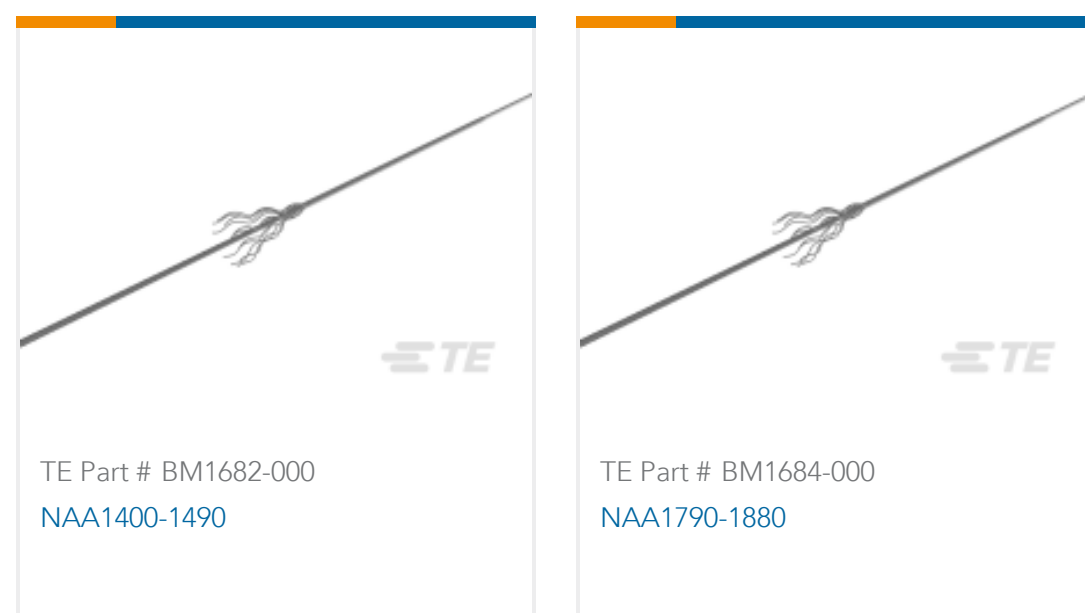 TE
TE
TE Part # BM1682-000
TE Part # BM1684-000
NAA1400-1490
NAA1790-1880